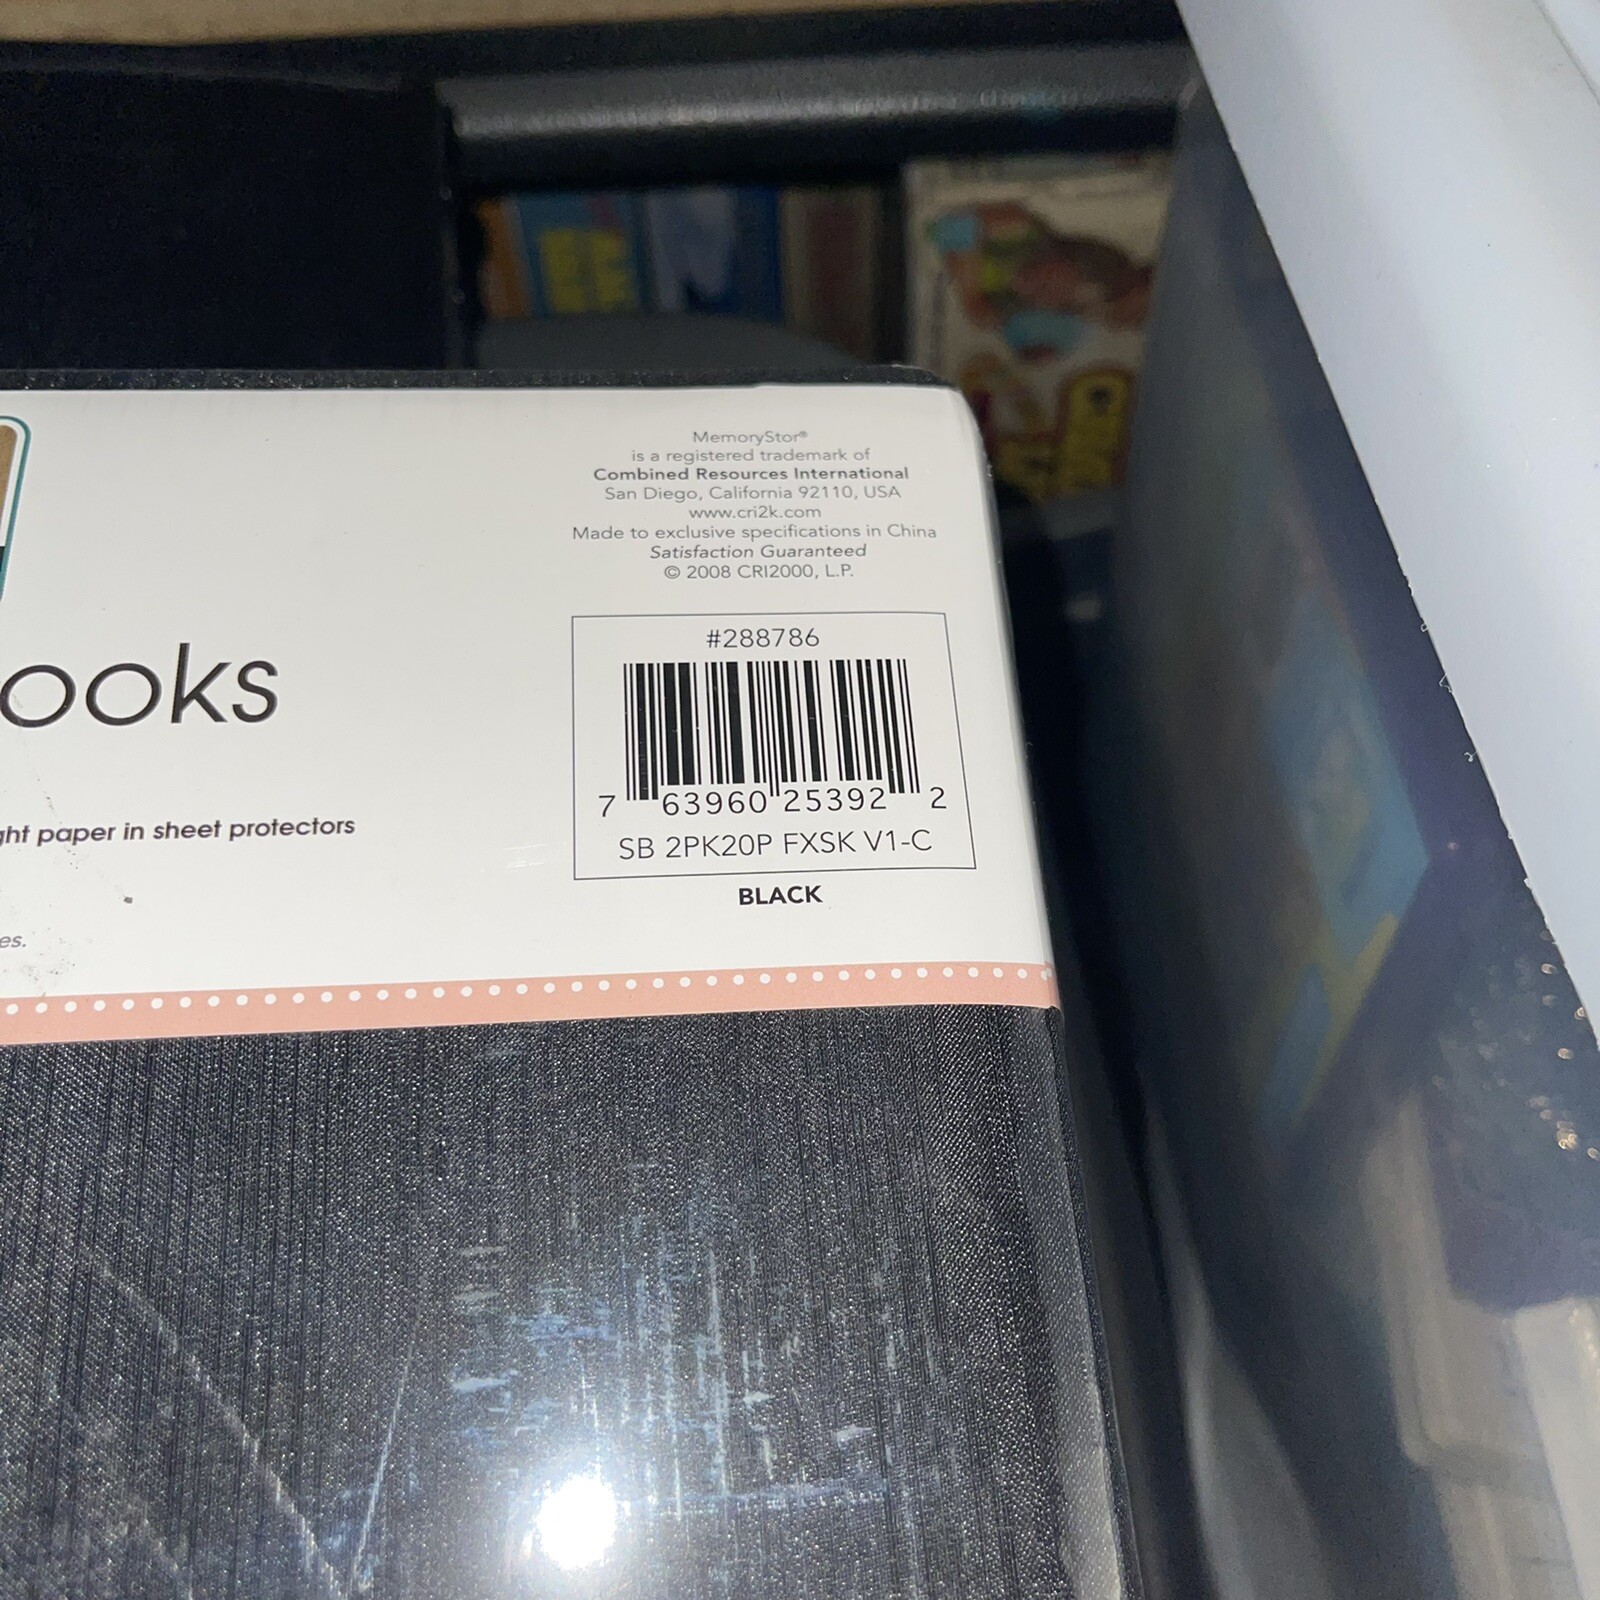 MemoryStor®
is a registered trademark of
Combined Resources International
San Diego, California 92110, USA
www.cri2k.com
Made to exclusive specifications in China
Satisfaction Guaranteed
© 2008 CRI2000, L.P.
#288786
7 63960 25392 2
SB 2PK20P FXSK V1-C
BLACK
ooks
ght paper in sheet protectors
es.